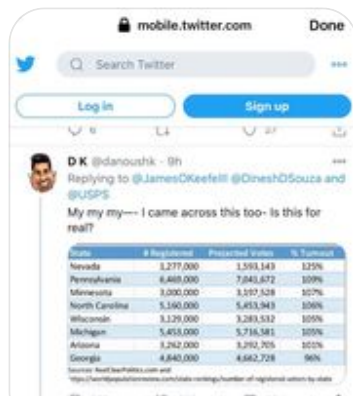 mobile.twitter.com Done
Search Twitter
Log in Sign up
6 27
D K @danoushk · 9h
Replying to @JamesOKeefeIII @DineshDSouza and
@USPS
My my my—- I came across this too- Is this for
real?
State # Registered Projected Votes % Turnout
Nevada 1,277,000 1,593,143 125%
Pennsylvania 6,460,000 7,041,672 109%
Minnesota 3,000,000 3,197,528 107%
North Carolina 5,160,000 5,453,943 106%
Wisconsin 3,129,000 3,283,532 105%
Michigan 5,453,000 5,716,581 105%
Arizona 3,262,000 3,292,705 101%
Georgia 4,840,000 4,662,728 96%
Sources: RealClearPolitics.com and